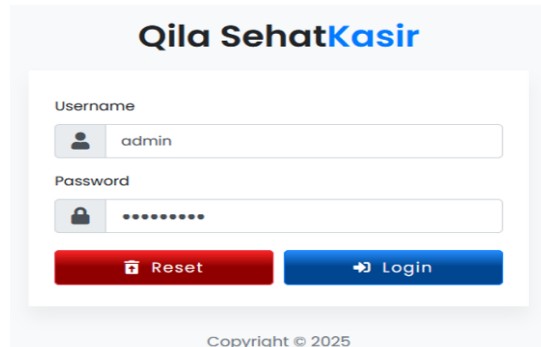 Qila SehatKasir
Username
admin
Password
•••••••••
Reset
Login
Copyright © 2025